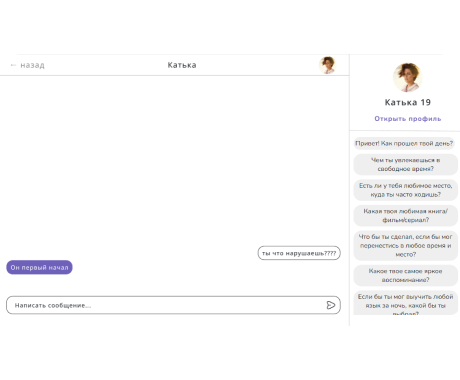 ← назад
Катька
Катька 19
Открыть профиль
Привет! Как прошел твой день?
Чем ты увлекаешься в
свободное время?
Есть ли у тебя любимое место,
куда ты часто ходишь?
Какая твоя любимая книга/
фильм/сериал?
Что бы ты сделал, если бы мог
перенестись в любое время и
место?
Какое твое самое яркое
воспоминание?
Если бы ты мог выучить любой
язык за ночь, какой бы ты
выбрал?
ты что нарушаешь????
Он первый начал
Написать сообщение...